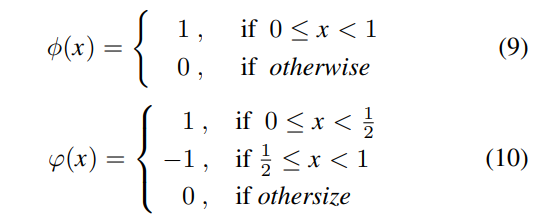 ϕ(x) = { 1 , if 0 ≤ x < 1
0 , if otherwise (9)
φ(x) = { 1 , if 0 ≤ x < 1/2
−1 , if 1/2 ≤ x < 1
0 , if othersize (10)